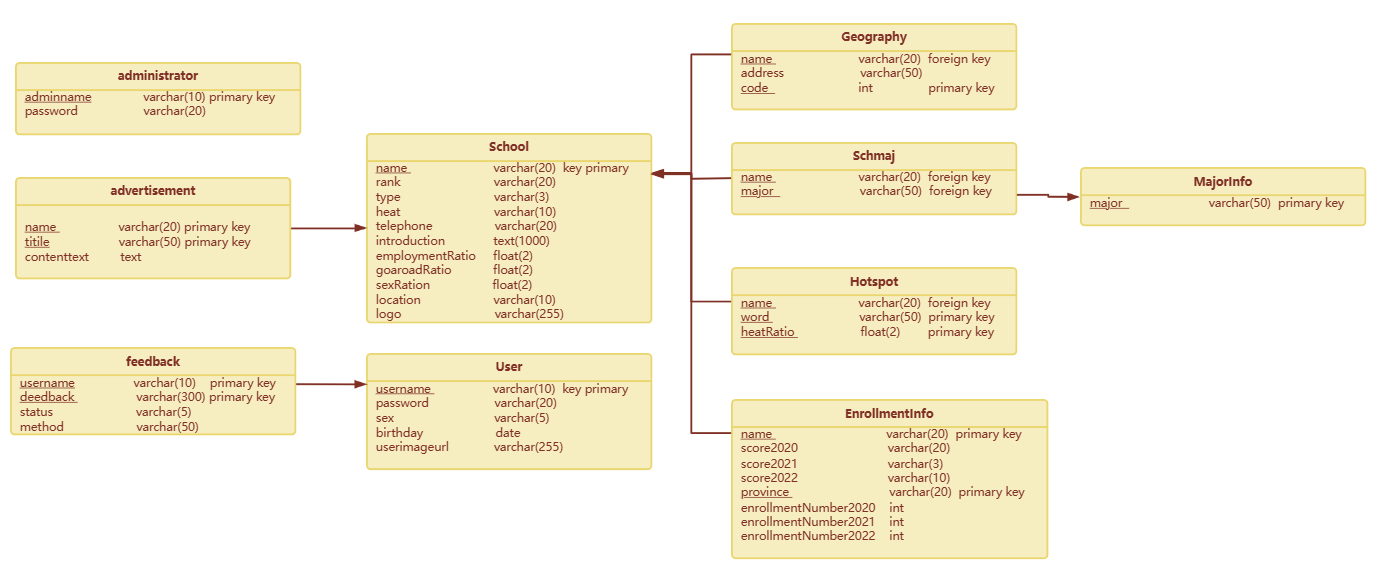 administrator
adminname varchar(10) primary key
password varchar(20)
advertisement
name varchar(20) primary key
titile varchar(50) primary key
contenttext text
feedback
username varchar(10) primary key
deedback varchar(300) primary key
status varchar(5)
method varchar(50)
School
name varchar(20) key primary
rank varchar(20)
type varchar(3)
heat varchar(10)
telephone varchar(20)
introduction text(1000)
employmentRatio float(2)
goaroadRatio float(2)
sexRation float(2)
location varchar(10)
logo varchar(255)
User
username varchar(10) key primary
password varchar(20)
sex varchar(5)
birthday date
userimageurl varchar(255)
Geography
name varchar(20) foreign key
address varchar(50)
code int primary key
Schmaj
name varchar(20) foreign key
major varchar(50) foreign key
Hotspot
name varchar(20) foreign key
word varchar(50) primary key
heatRatio float(2) primary key
EnrollmentInfo
name varchar(20) primary key
score2020 varchar(20)
score2021 varchar(3)
score2022 varchar(10)
province varchar(20) primary key
enrollmentNumber2020 int
enrollmentNumber2021 int
enrollmentNumber2022 int
MajorInfo
major varchar(50) primary key